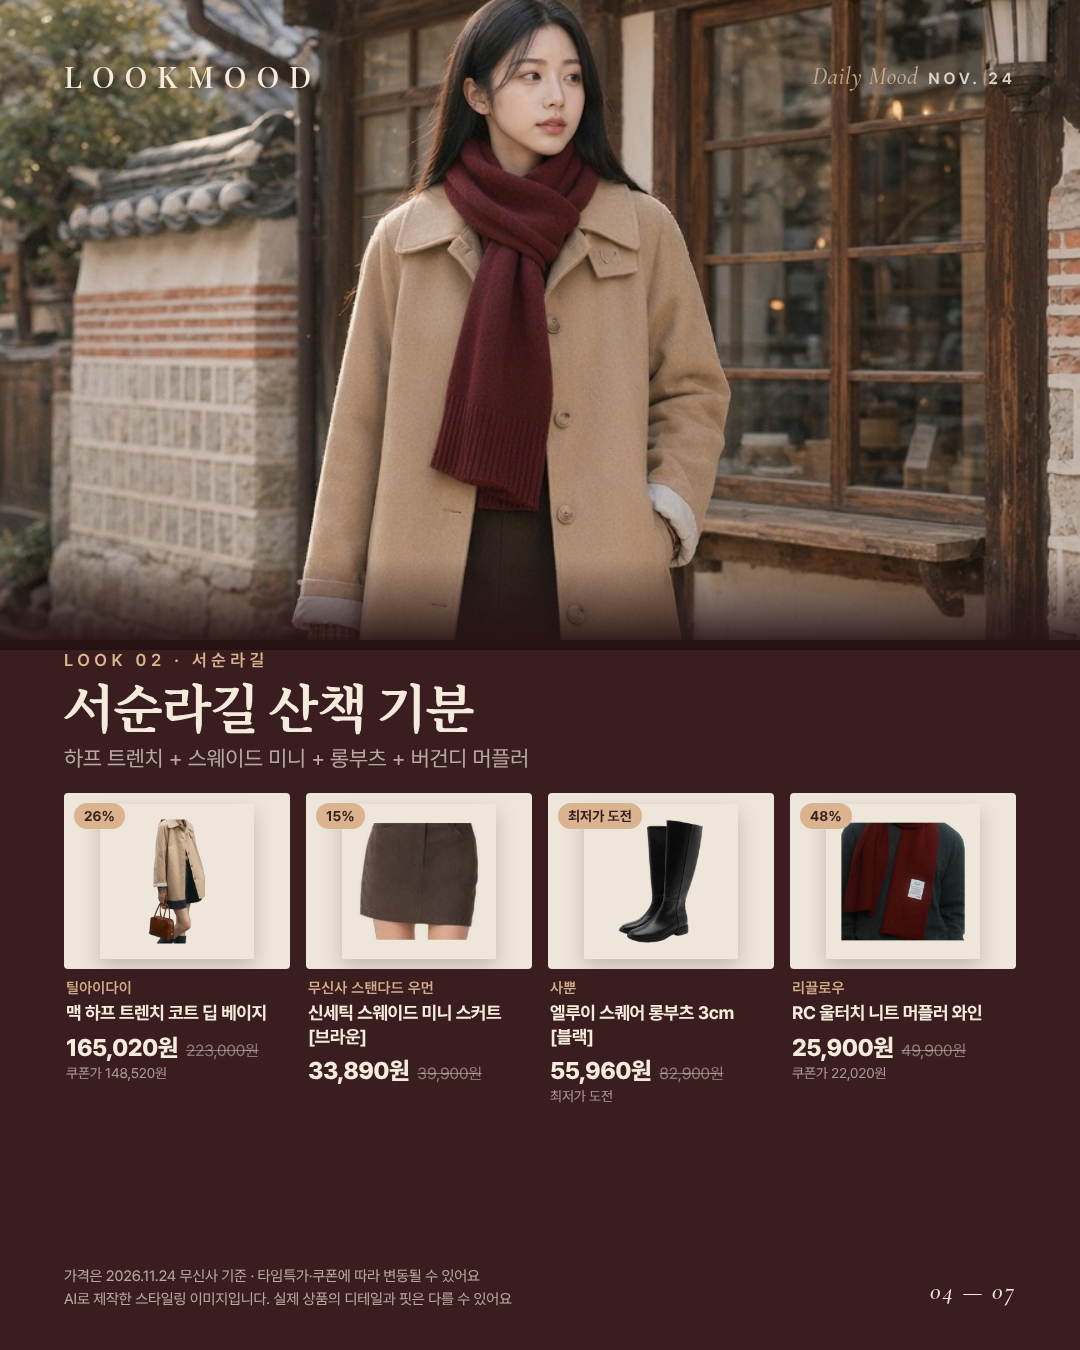 LOOKMOOD
Daily Mood NOV. 24
LOOK 02 · 서순라길
서순라길 산책 기분
하프 트렌치 + 스웨이드 미니 + 롱부츠 + 버건디 머플러
26%
틸아이다이
맥 하프 트렌치 코트 딥 베이지
165,020원 223,000원
쿠폰가 148,520원
15%
무신사 스탠다드 우먼
신세틱 스웨이드 미니 스커트
[브라운]
33,890원 39,900원
최저가 도전
사뿐
엘루이 스퀘어 롱부츠 3cm
[블랙]
55,960원 82,900원
최저가 도전
48%
리끌로우
RC 울터치 니트 머플러 와인
25,900원 49,900원
쿠폰가 22,020원
가격은 2026.11.24 무신사 기준 · 타임특가·쿠폰에 따라 변동될 수 있어요
AI로 제작한 스타일링 이미지입니다. 실제 상품의 디테일과 핏은 다를 수 있어요
04 — 07